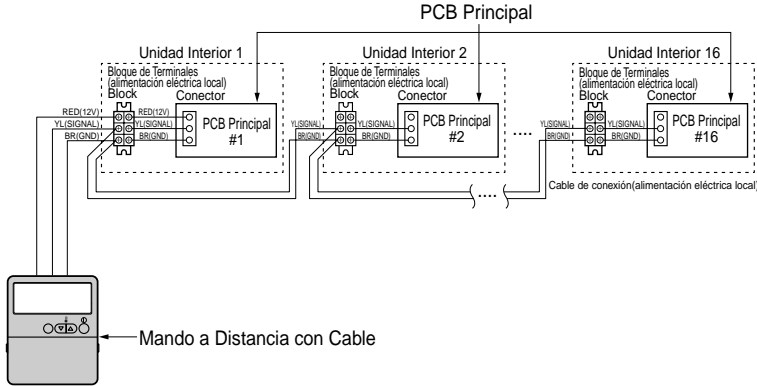 PCB Principal
Unidad Interior 1
Bloque de Terminales
(alimentación eléctrica local)
Block
Conector
RED(12V)
YL(SIGNAL)
BR(GND)
RED(12V)
YL(SIGNAL)
BR(GND)
PCB Principal
#1
Unidad Interior 2
Bloque de Terminales
(alimentación eléctrica local)
Block
Conector
YL(SIGNAL)
BR(GND)
YL(SIGNAL)
BR(GND)
PCB Principal
#2
....
Unidad Interior 16
Bloque de Terminales
(alimentación eléctrica local)
Block
Conector
YL(SIGNAL)
BR(GND)
YL(SIGNAL)
BR(GND)
PCB Principal
#16
....
Cable de conexión(alimentación eléctrica local)
Mando a Distancia con Cable